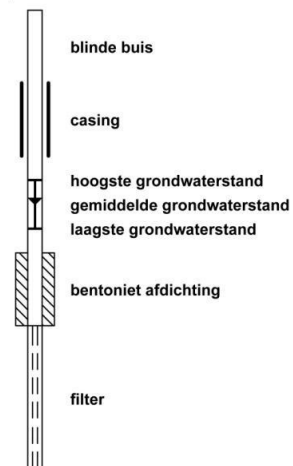 blinde buis
casing
hoogste grondwaterstand
gemiddelde grondwaterstand
laagste grondwaterstand
bentoniet afdichting
filter